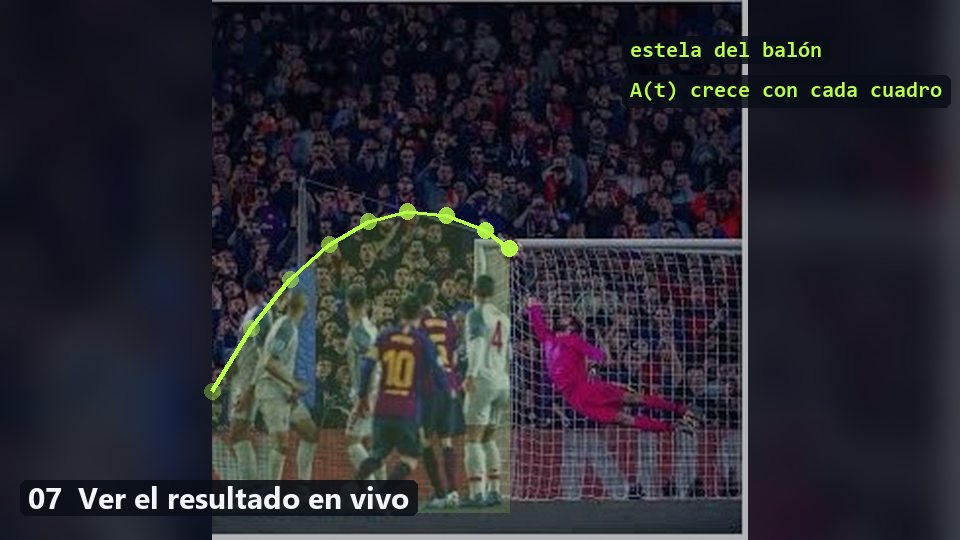 estela del balón
A(t) crece con cada cuadro
10
4
07 Ver el resultado en vivo